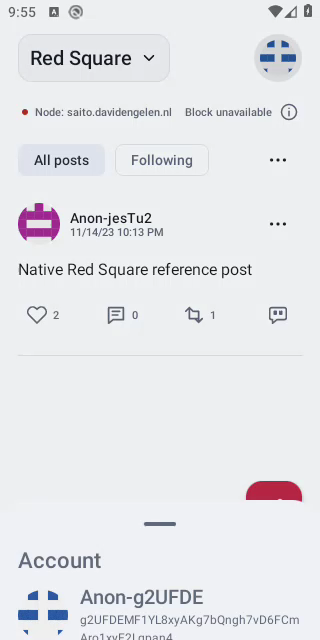 9:55
Red Square
Node: saito.davidengelen.nl Block unavailable
All posts Following
Anon-jesTu2
11/14/23 10:13 PM
Native Red Square reference post
2 0 1
Account
Anon-g2UFDE
g2UFDEMF1YL8xyAKg7bQngh7vD6FCm